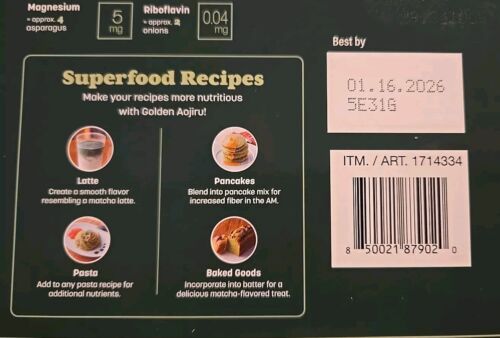 Magnesium
≈ approx. 4
asparagus
5
mg
Riboflavin
≈ approx. 2
onions
0.04
mg
Superfood Recipes
Make your recipes more nutritious
with Golden Aojiru!
Latte
Create a smooth flavor
resembling a matcha latte.
Pancakes
Blend into pancake mix for
increased fiber in the AM.
Pasta
Add to any pasta recipe for
additional nutrients.
Baked Goods
Incorporate into batter for a
delicious matcha-flavored treat.
Best by
01.16.2026
5E31G
ITM. / ART. 1714334
8 50021 87902 0